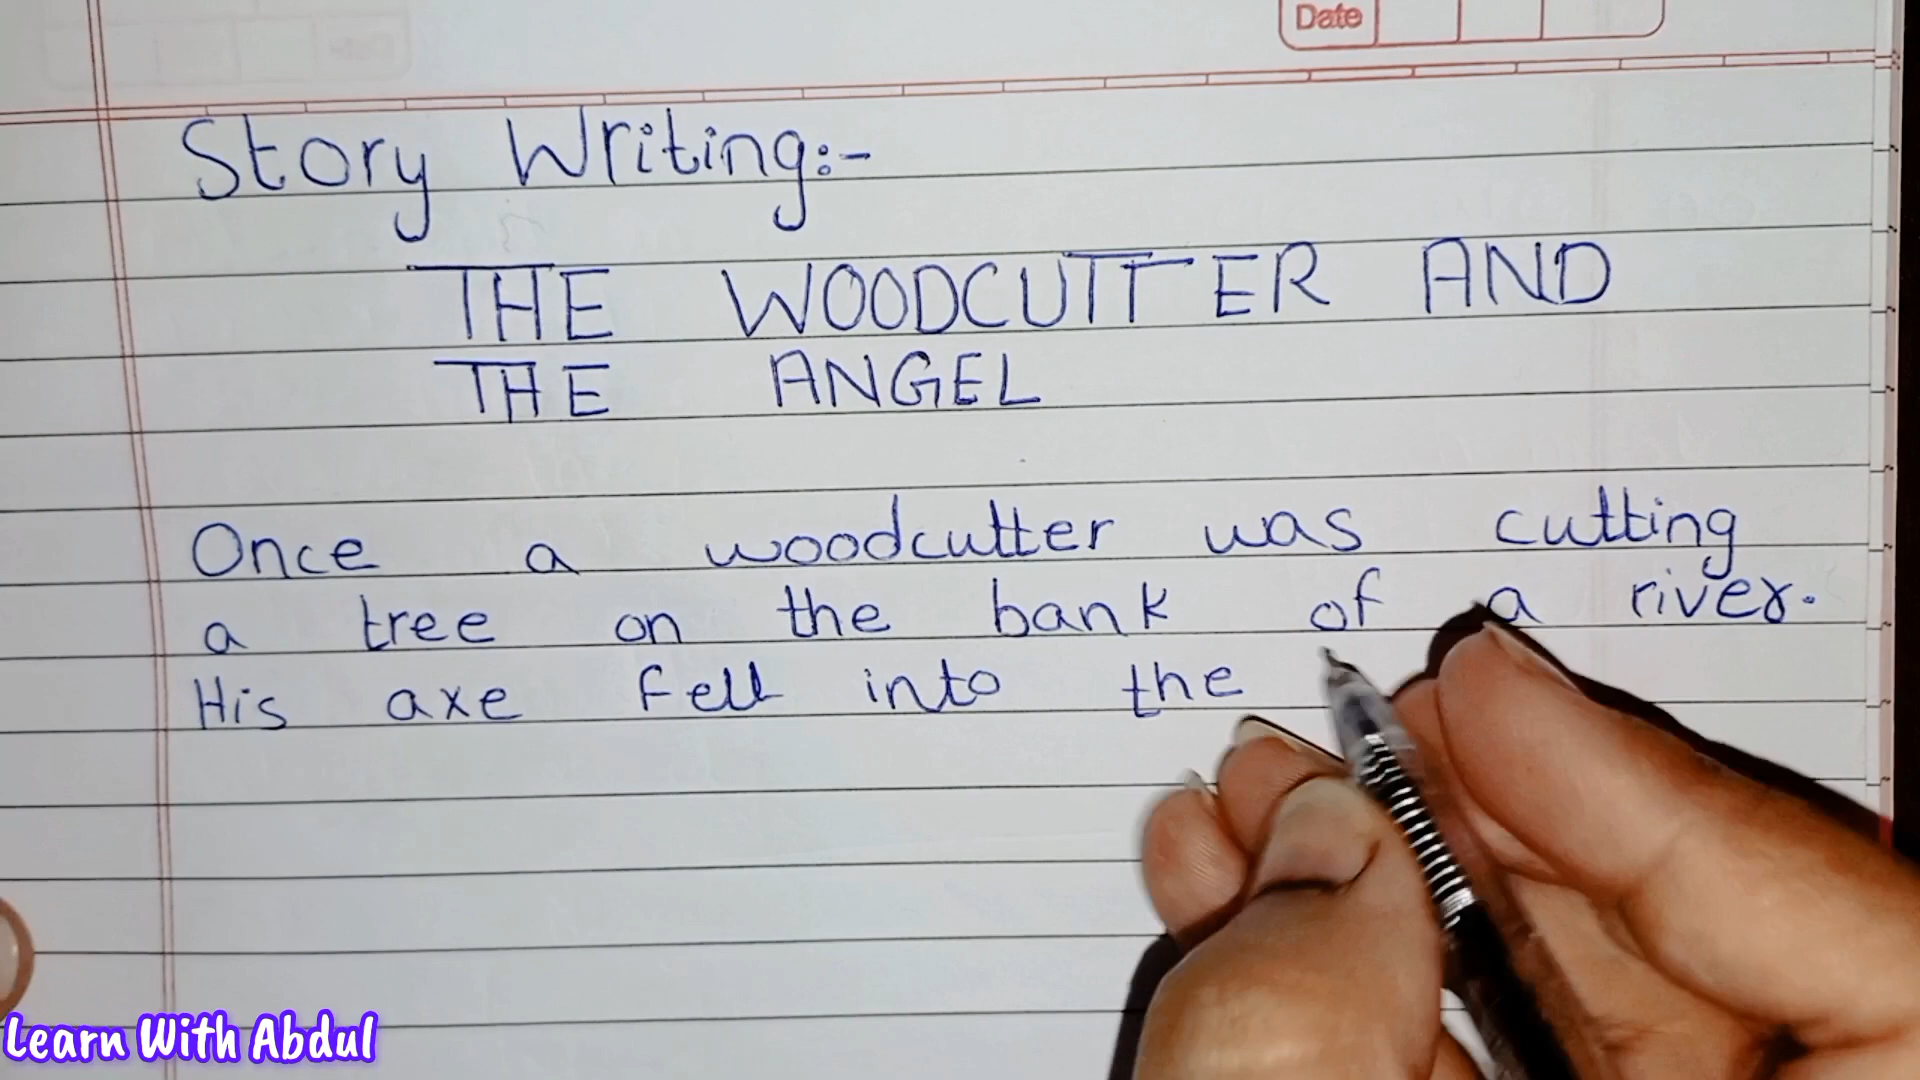 Date
Story Writing:-
THE WOODCUTTER AND
THE ANGEL
Once a woodcutter was cutting
a tree on the bank of a river.
His axe fell into the
Learn With Abdul